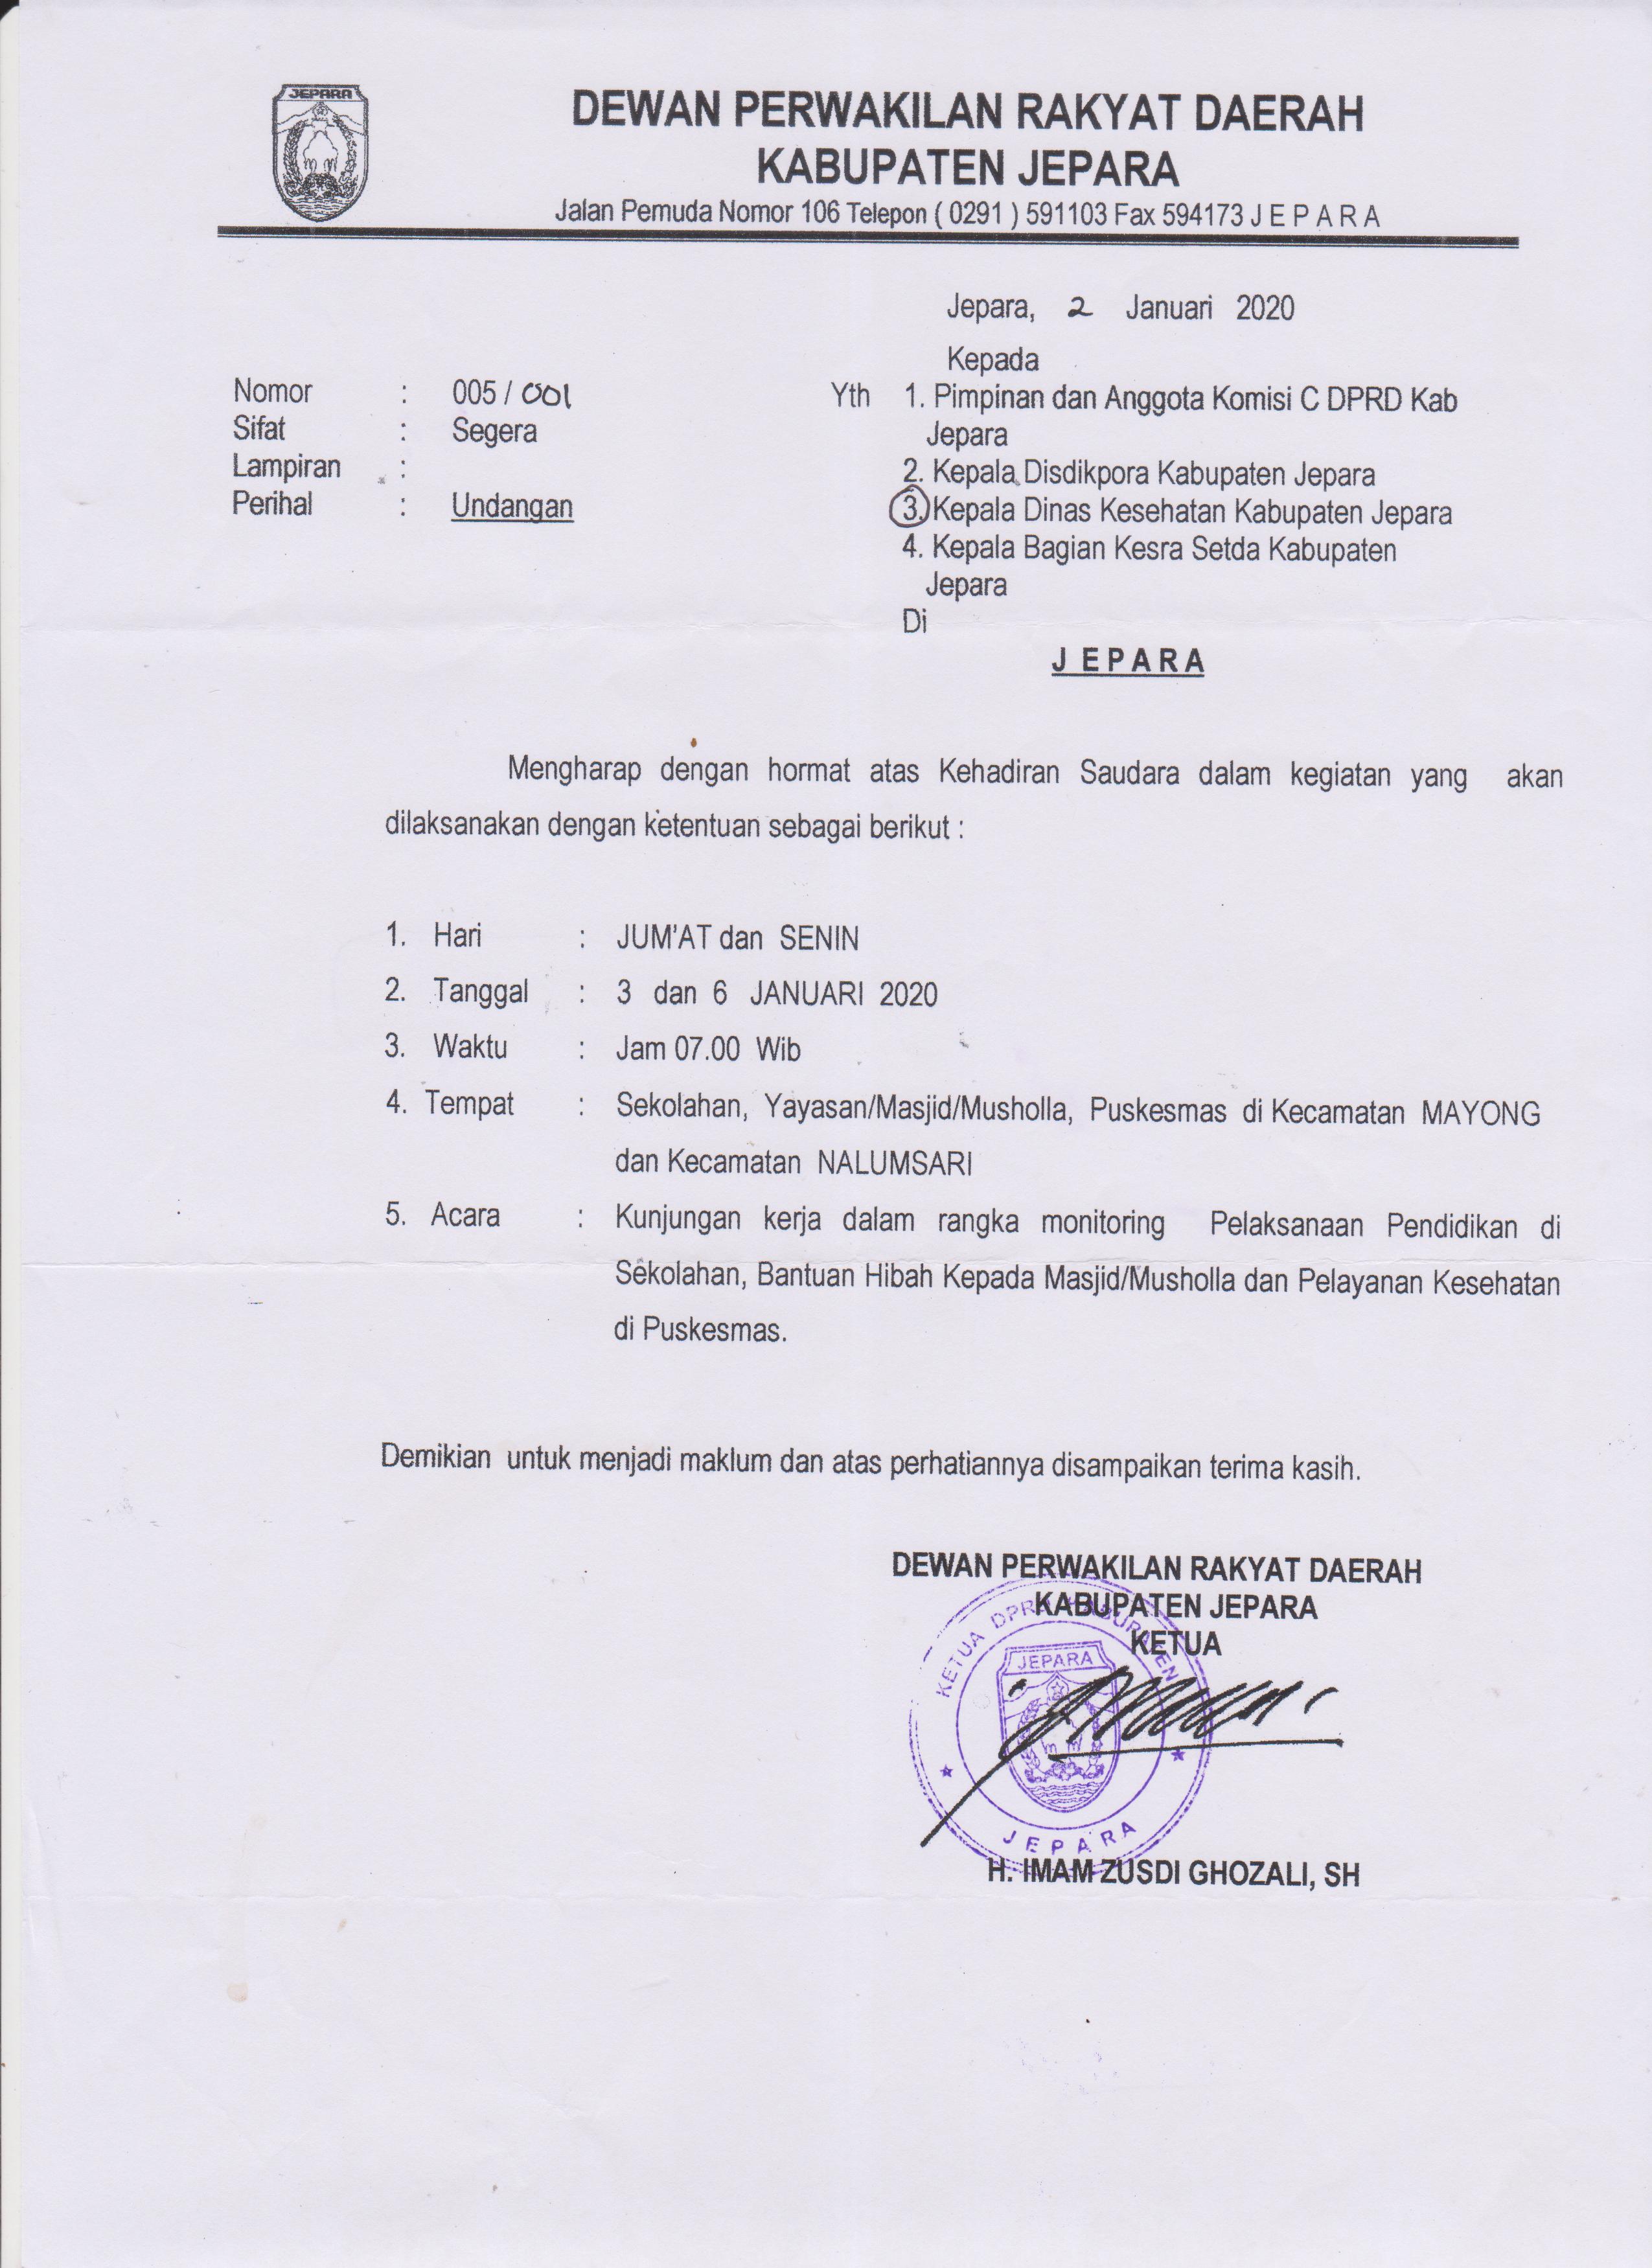 JEPARA
DEWAN PERWAKILAN RAKYAT DAERAH
KABUPATEN JEPARA
Jalan Pemuda Nomor 106 Telepon ( 0291 ) 591103 Fax 594173 J E P A R A
Jepara, 2 Januari 2020
Kepada
Nomor : 005 / 001
Sifat : Segera
Lampiran :
Perihal : Undangan
Yth 1. Pimpinan dan Anggota Komisi C DPRD Kab
Jepara
2. Kepala Disdikpora Kabupaten Jepara
3. Kepala Dinas Kesehatan Kabupaten Jepara
4. Kepala Bagian Kesra Setda Kabupaten
Jepara
Di
J E P A R A
Mengharap dengan hormat atas Kehadiran Saudara dalam kegiatan yang akan
dilaksanakan dengan ketentuan sebagai berikut :
1. Hari : JUM'AT dan SENIN
2. Tanggal : 3 dan 6 JANUARI 2020
3. Waktu : Jam 07.00 Wib
4. Tempat : Sekolahan, Yayasan/Masjid/Musholla, Puskesmas di Kecamatan MAYONG
dan Kecamatan NALUMSARI
5. Acara : Kunjungan kerja dalam rangka monitoring Pelaksanaan Pendidikan di
Sekolahan, Bantuan Hibah Kepada Masjid/Musholla dan Pelayanan Kesehatan
di Puskesmas.
Demikian untuk menjadi maklum dan atas perhatiannya disampaikan terima kasih.
DEWAN PERWAKILAN RAKYAT DAERAH
KABUPATEN JEPARA
KETUA
KETUA DPRD KABUPATEN
JEPARA
JEPARA
H. IMAM ZUSDI GHOZALI, SH